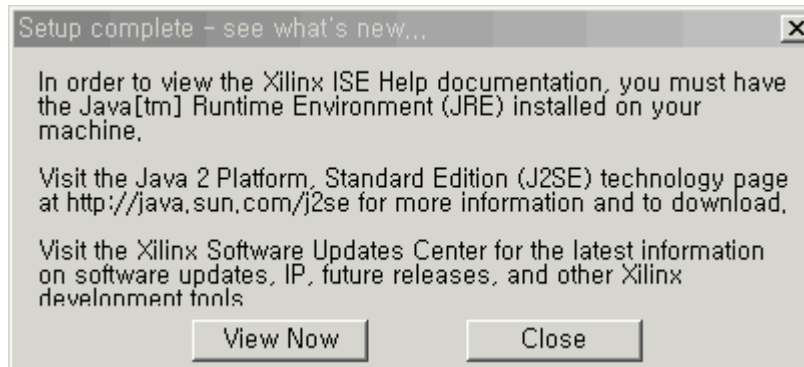 Setup complete - see what's new...
In order to view the Xilinx ISE Help documentation, you must have
the Java[tm] Runtime Environment (JRE) installed on your
machine.
Visit the Java 2 Platform, Standard Edition (J2SE) technology page
at http://java.sun.com/j2se for more information and to download.
Visit the Xilinx Software Updates Center for the latest information
on software updates, IP, future releases, and other Xilinx
development tools
View Now
Close